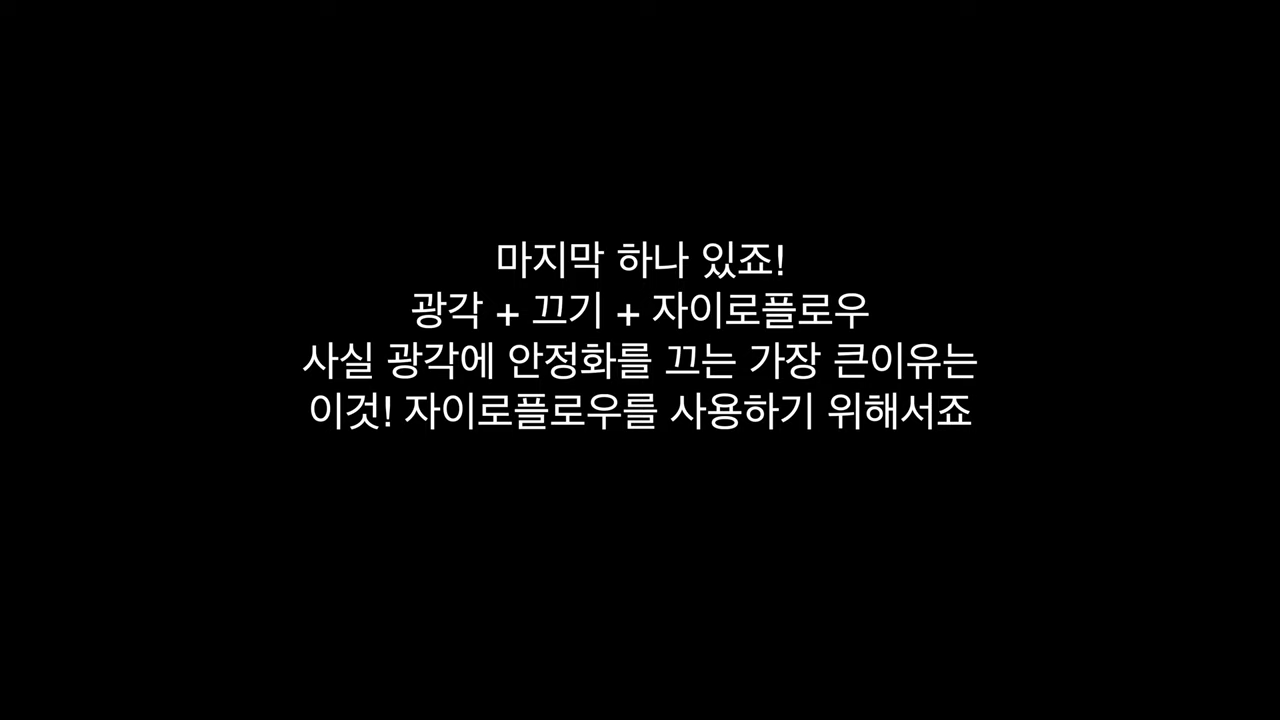 마지막 하나 있죠!
광각 + 끄기 + 자이로플로우
사실 광각에 안정화를 끄는 가장 큰이유는
이것! 자이로플로우를 사용하기 위해서죠